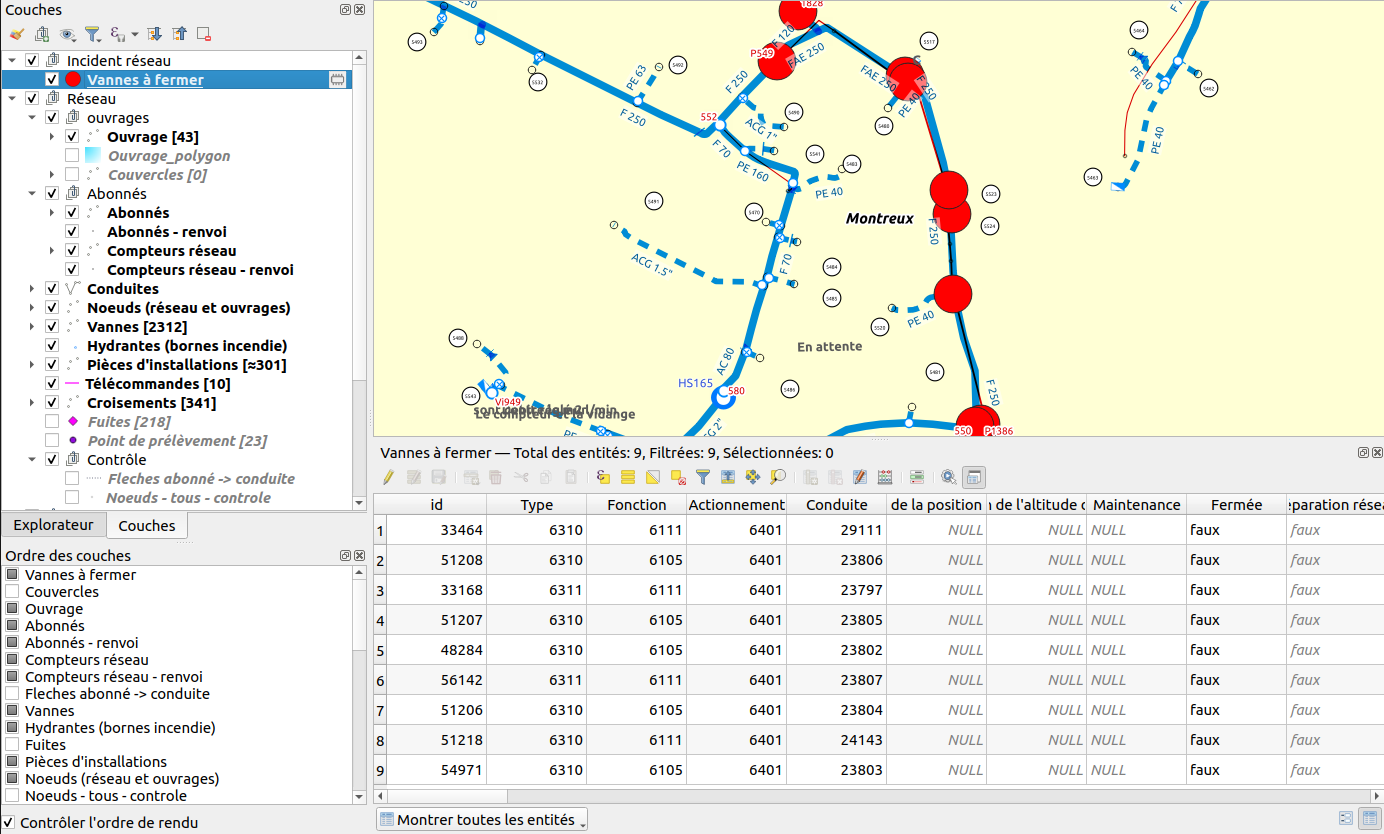 Couches
Incident réseau
Vannes à fermer
Réseau
ouvrages
Ouvrage [43]
Ouvrage_polygon
Couvercles [0]
Abonnés
Abonnés
Abonnés - renvoi
Compteurs réseau
Compteurs réseau - renvoi
Conduites
Noeuds (réseau et ouvrages)
Vannes [2312]
Hydrantes (bornes incendie)
Pièces d'installations [≈301]
Télécommandes [10]
Croisements [341]
Fuites [218]
Point de prélèvement [23]
Contrôle
Fleches abonné -> conduite
Noeuds - tous - controle
Explorateur
Couches
Ordre des couches
Vannes à fermer
Couvercles
Ouvrage
Abonnés
Abonnés - renvoi
Compteurs réseau
Compteurs réseau - renvoi
Fleches abonné -> conduite
Vannes
Hydrantes (bornes incendie)
Fuites
Pièces d'installations
Noeuds (réseau et ouvrages)
Noeuds - tous - controle
Contrôler l'ordre de rendu
P549
F 120
FAE 250
FAE 250
F 250
PE 40
PE 63
F 250
F 250
552
ACG 1"
F 70
PE 160
PE 40
Montreux
F 250
PE 40
PE 40
ACG 1.5"
F 70
PE 40
En attente
AC 80
HS165
580
Vi949
F 250
550
P1386
Le compteur et la vidange
Vannes à fermer — Total des entités: 9, Filtrées: 9, Sélectionnées: 0
id Type Fonction Actionnement Conduite de la position de l'altitude Maintenance Fermée
1 33464 6310 6111 6401 29111 NULL NULL NULL faux faux
2 51208 6310 6105 6401 23806 NULL NULL NULL faux faux
3 33168 6311 6111 6401 23797 NULL NULL NULL faux faux
4 51207 6310 6105 6401 23805 NULL NULL NULL faux faux
5 48284 6310 6105 6401 23802 NULL NULL NULL faux faux
6 56142 6311 6111 6401 23807 NULL NULL NULL faux faux
7 51206 6310 6105 6401 23804 NULL NULL NULL faux faux
8 51218 6310 6111 6401 24143 NULL NULL NULL faux faux
9 54971 6310 6105 6401 23803 NULL NULL NULL faux faux
Montrer toutes les entités